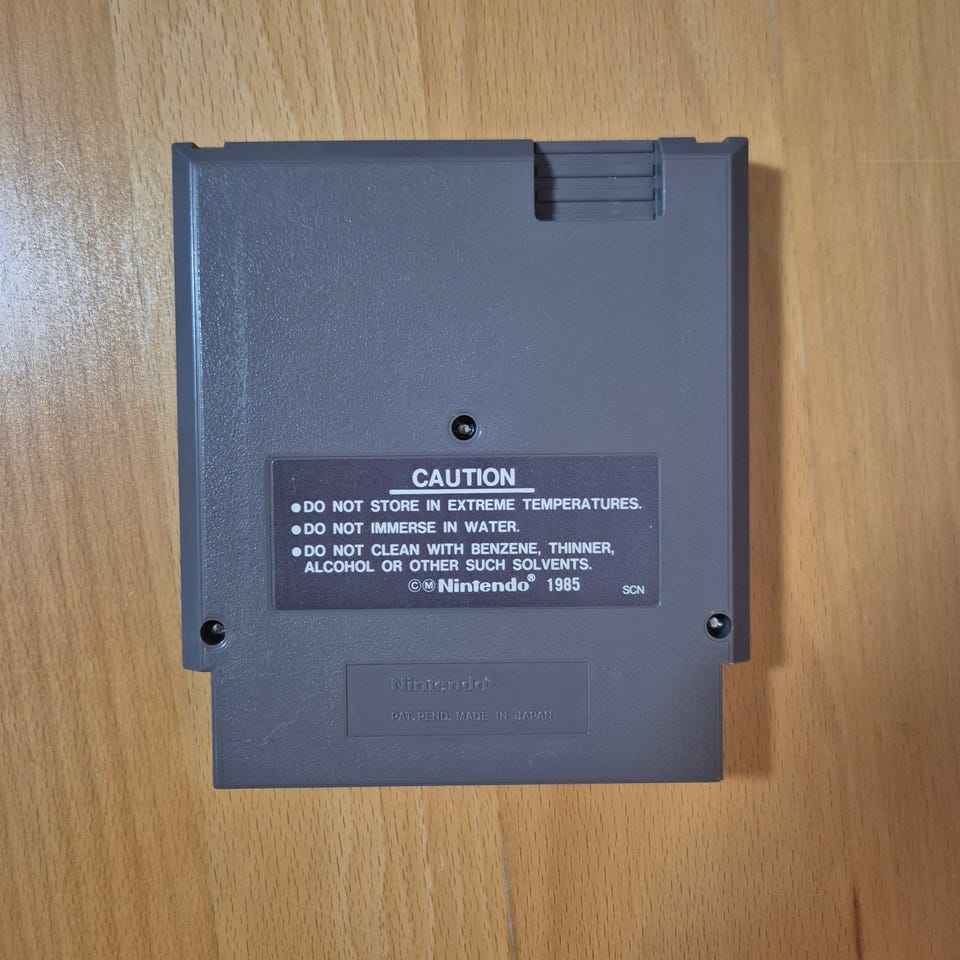 CAUTION
●DO NOT STORE IN EXTREME TEMPERATURES.
●DO NOT IMMERSE IN WATER.
●DO NOT CLEAN WITH BENZENE, THINNER,
ALCOHOL OR OTHER SUCH SOLVENTS.
ⒸⓂNintendo® 1985
SCN
Nintendo®
PAT. PEND. MADE IN JAPAN